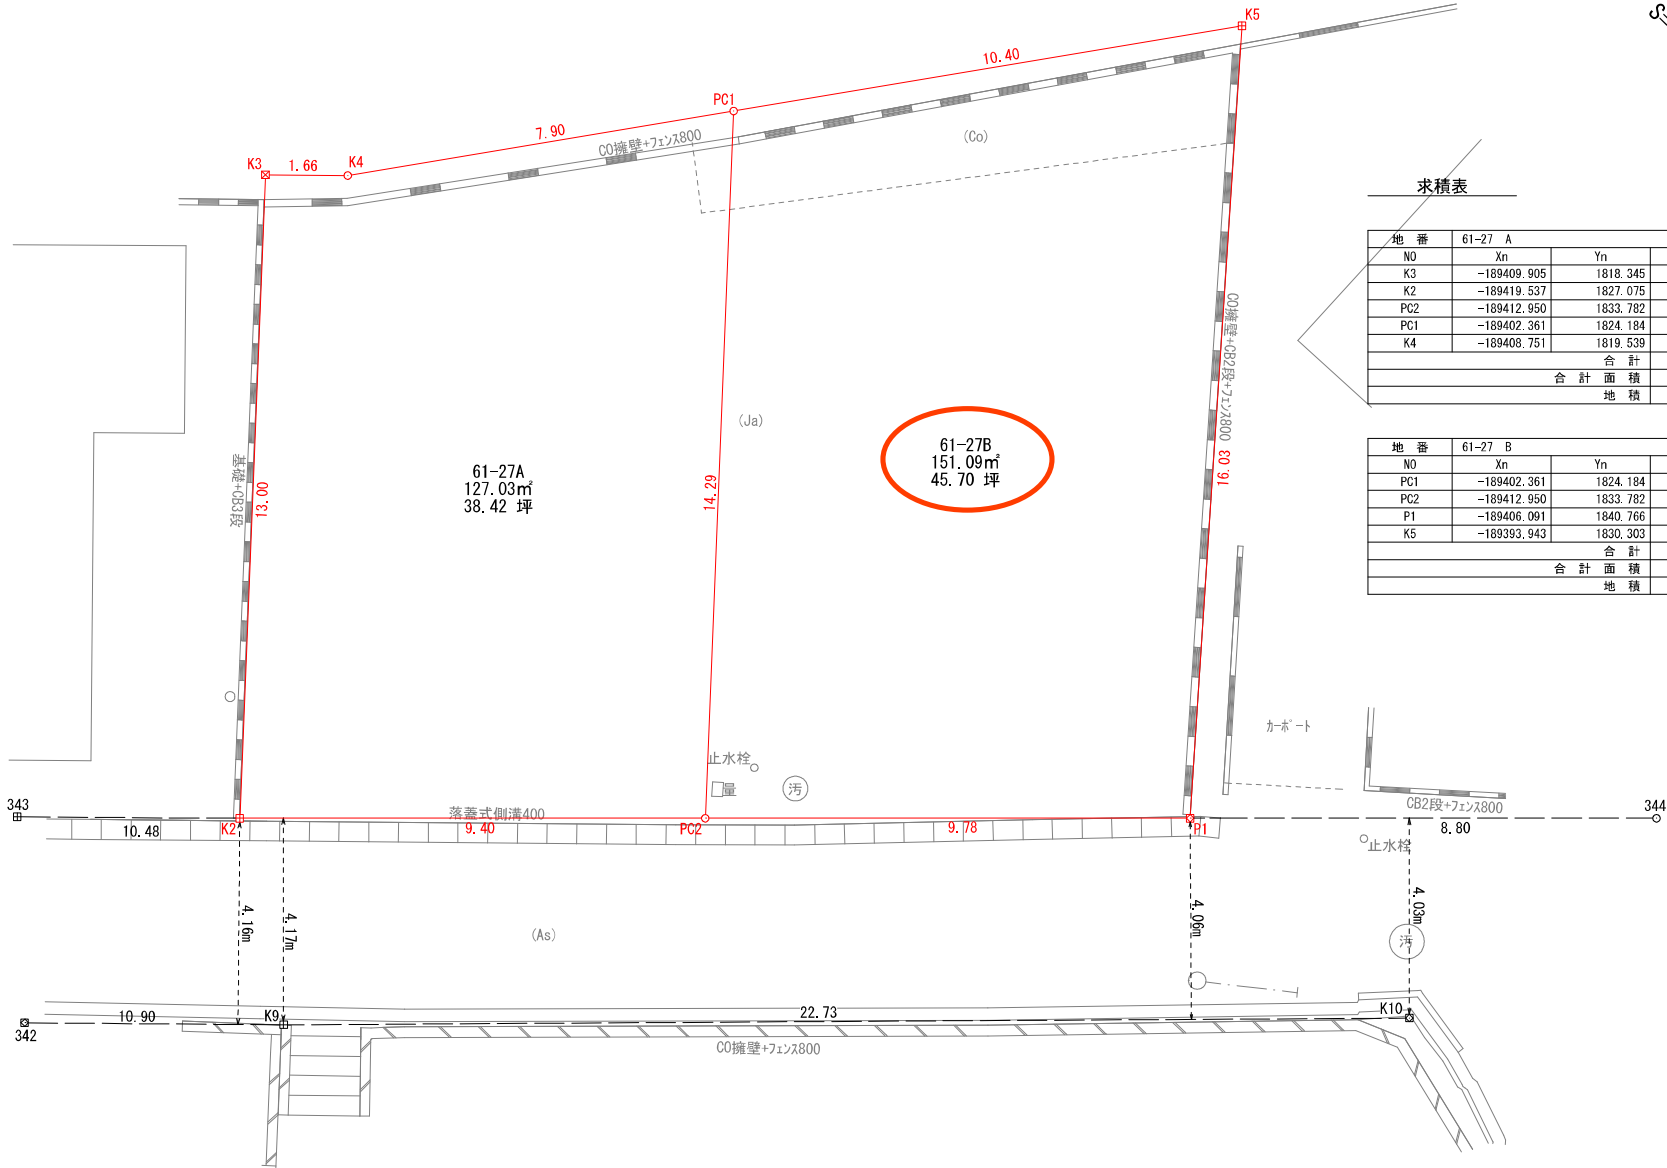 K5
10.40
PC1
7.90
CO擁壁+フェンス800
(Co)
K3
1.66
K4
求積表
地 番 61-27 A
NO Xn Yn
K3 -189409.905 1818.345
K2 -189419.537 1827.075
PC2 -189412.950 1833.782
PC1 -189402.361 1824.184
K4 -189408.751 1819.539
合 計
合 計 面 積
地 積
CO擁壁+CB2段+フェンス800
16.03
(Ja)
61-27B
151.09㎡
45.70 坪
地 番 61-27 B
NO Xn Yn
PC1 -189402.361 1824.184
PC2 -189412.950 1833.782
P1 -189406.091 1840.766
K5 -189393.943 1830.303
合 計
合 計 面 積
地 積
基礎+CB3段
13.00
61-27A
127.03㎡
38.42 坪
14.29
カーポート
止水栓
量
汚
343
10.48
K2
落蓋式側溝400
9.40
PC2
9.78
P1
CB2段+フェンス800
344
8.80
止水栓
4.16m
4.17m
4.06m
4.03m
(As)
汚
342
10.90
K9
22.73
K10
CO擁壁+フェンス800